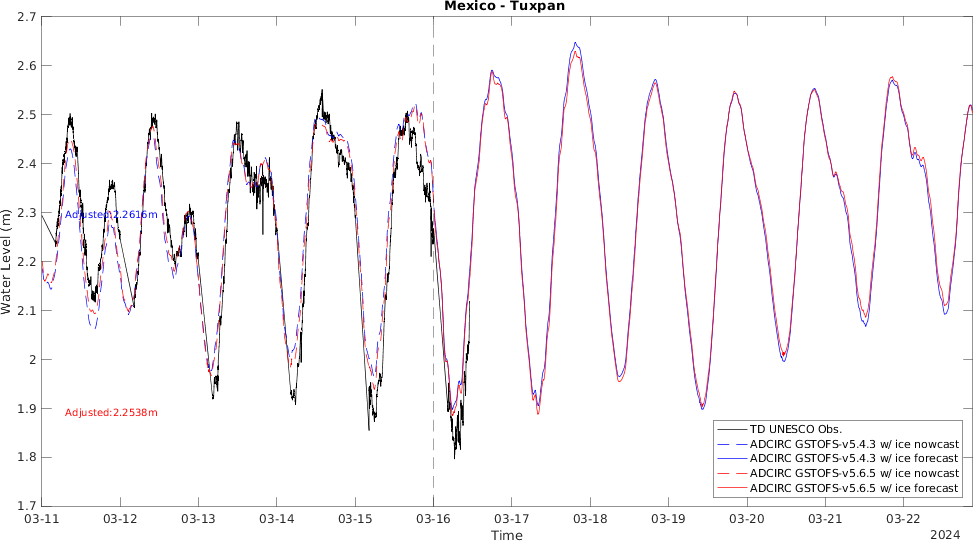 Mexico - Tuxpan
2.7
2.6
2.5
2.4
2.3
2.2
2.1
2
1.9
1.8
1.7
Water Level (m)
Adjusted:2.2616m
Adjusted:2.2538m
TD UNESCO Obs.
ADCIRC GSTOFS-v5.4.3 w/ ice nowcast
ADCIRC GSTOFS-v5.4.3 w/ ice forecast
ADCIRC GSTOFS-v5.6.5 w/ ice nowcast
ADCIRC GSTOFS-v5.6.5 w/ ice forecast
03-11 03-12 03-13 03-14 03-15 03-16 03-17 03-18 03-19 03-20 03-21 03-22
Time
2024